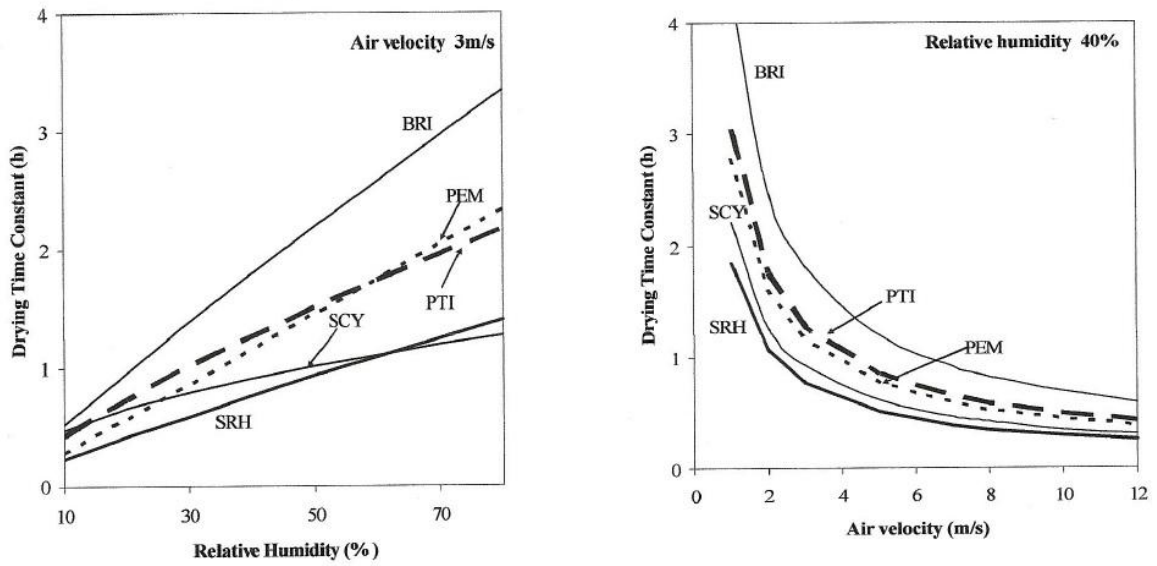 Air velocity 3m/s
4
3
2
1
0
Drying Time Constant (h)
BRI
PEM
PTI
SCY
SRH
10
30
50
70
Relative Humidity (%)
Relative humidity 40%
4
3
2
1
0
Drying Time Constant (h)
BRI
SCY
PTI
SRH
PEM
0
2
4
6
8
10
12
Air velocity (m/s)